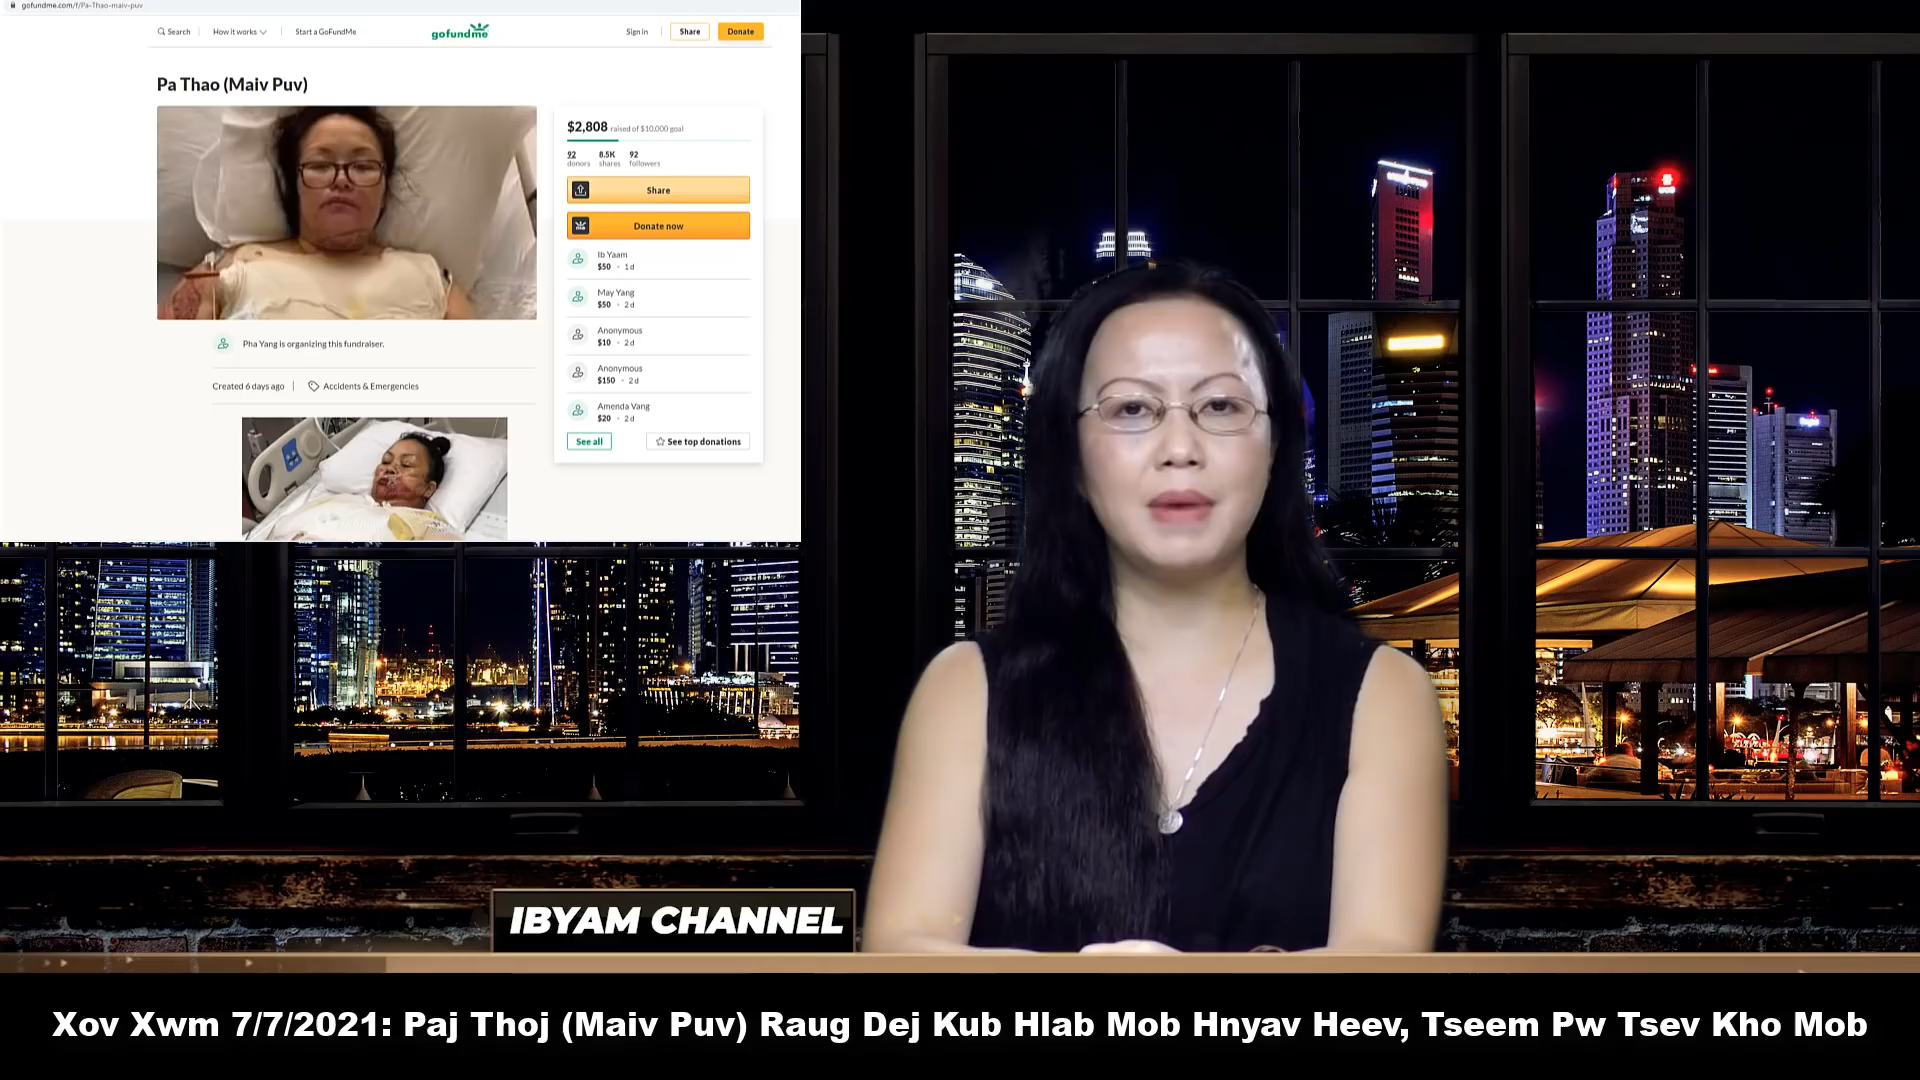 gofundme.com/f/Pa-Thao-maiv-puv
Search
How it works
Start a GoFundMe
gofundme
Sign in
Share
Donate
Pa Thao (Maiv Puv)
$2,808 raised of $10,000 goal
92 donors
8.5K shares
92 followers
Share
Donate now
Ib Yaam
$50 • 1 d
May Yang
$50 • 2 d
Anonymous
$10 • 2 d
Anonymous
$150 • 2 d
Amenda Vang
$20 • 2 d
See all
See top donations
Pha Yang is organizing this fundraiser.
Created 6 days ago
Accidents & Emergencies
IBYAM CHANNEL
Xov Xwm 7/7/2021: Paj Thoj (Maiv Puv) Raug Dej Kub Hlab Mob Hnyav Heev, Tseem Pw Tsev Kho Mob